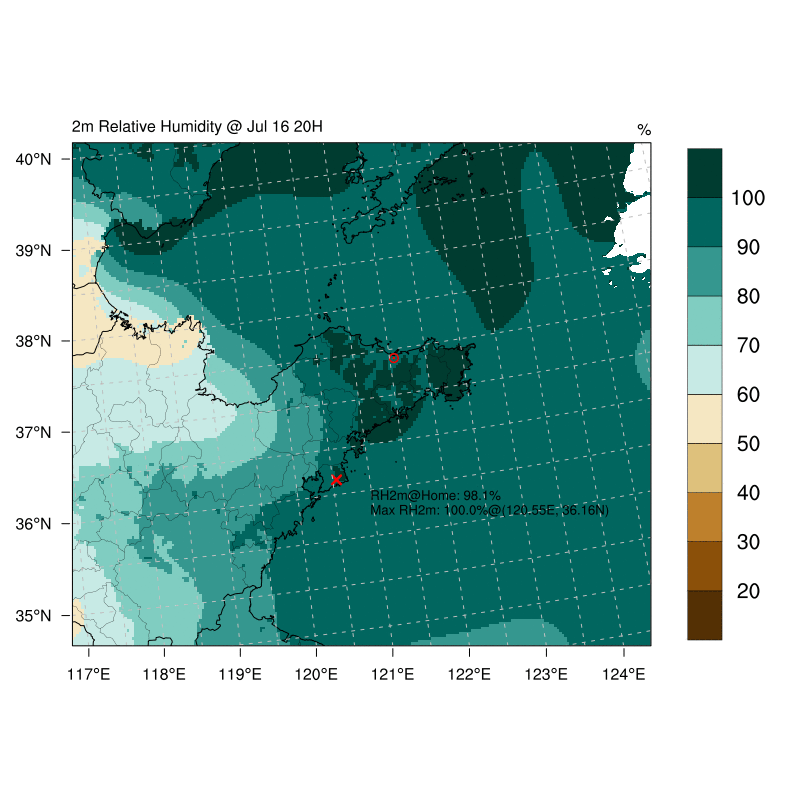 2m Relative Humidity @ Jul 16 20H
%
40°N
39°N
38°N
37°N
36°N
35°N
117°E
118°E
119°E
120°E
121°E
122°E
123°E
124°E
RH2m@Home: 98.1%
Max RH2m: 100.0%@(120.55E, 36.16N)
100
90
80
70
60
50
40
30
20